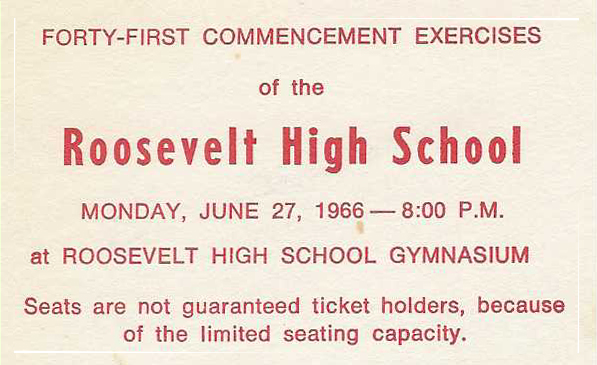 FORTY-FIRST COMMENCEMENT EXERCISES
of the
Roosevelt High School
MONDAY, JUNE 27, 1966 — 8:00 P.M.
at ROOSEVELT HIGH SCHOOL GYMNASIUM
Seats are not guaranteed ticket holders, because
of the limited seating capacity.